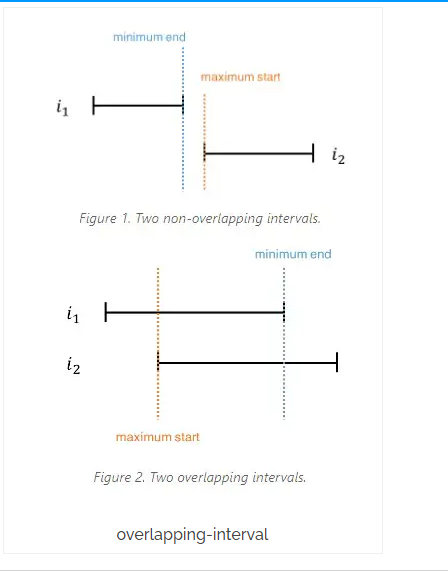 minimum end
maximum start
i₁
i₂
Figure 1. Two non-overlapping intervals.
minimum end
i₁
i₂
maximum start
Figure 2. Two overlapping intervals.
overlapping-interval